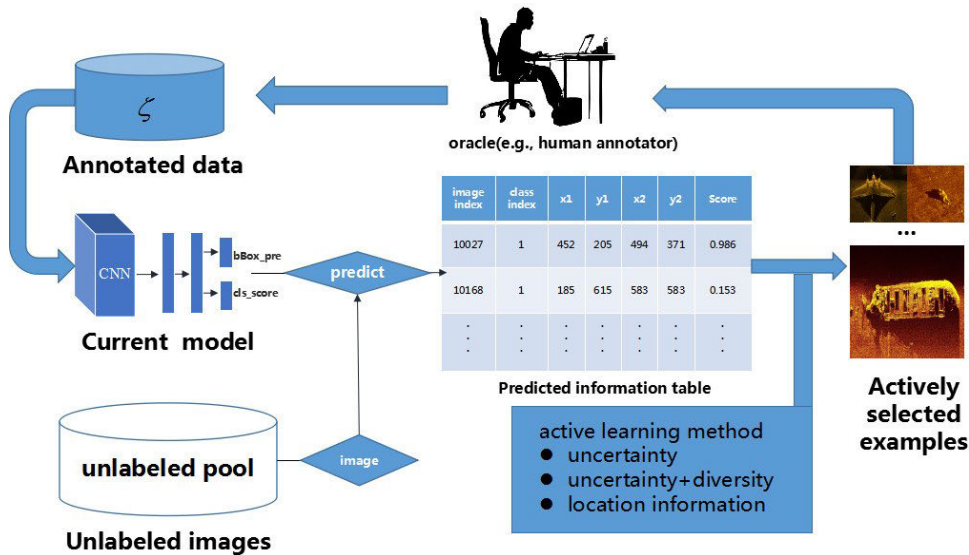 ζ
Annotated data
oracle(e.g., human annotator)
image index class index x1 y1 x2 y2 Score
10027 1 452 205 494 371 0.986
10168 1 185 615 583 583 0.153
. . . . . . .
. . . . . . .
. . . . . . .
Predicted information table
CNN
bBox_pre
cls_score
Current model
predict
...
Actively
selected
examples
unlabeled pool
image
Unlabeled images
active learning method
● uncertainty
● uncertainty+diversity
● location information